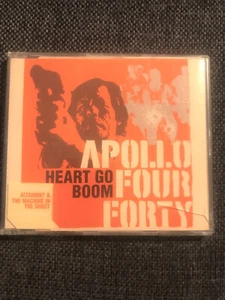 APOLLO
HEART GO
BOOM
FOUR
FORTY
ALTAMONT &
THE MACHINE IN
THE GHOST